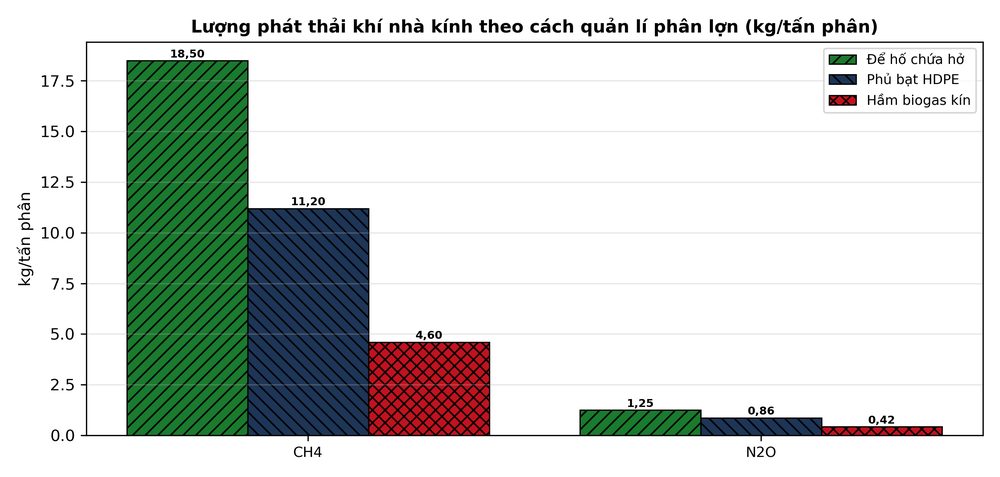 Lượng phát thải khí nhà kính theo cách quản lí phân lợn (kg/tấn phân)
Để hố chứa hở
Phủ bạt HDPE
Hầm biogas kín
kg/tấn phân
17.5
15.0
12.5
10.0
7.5
5.0
2.5
0.0
18,50
11,20
4,60
1,25
0,86
0,42
CH4
N2O